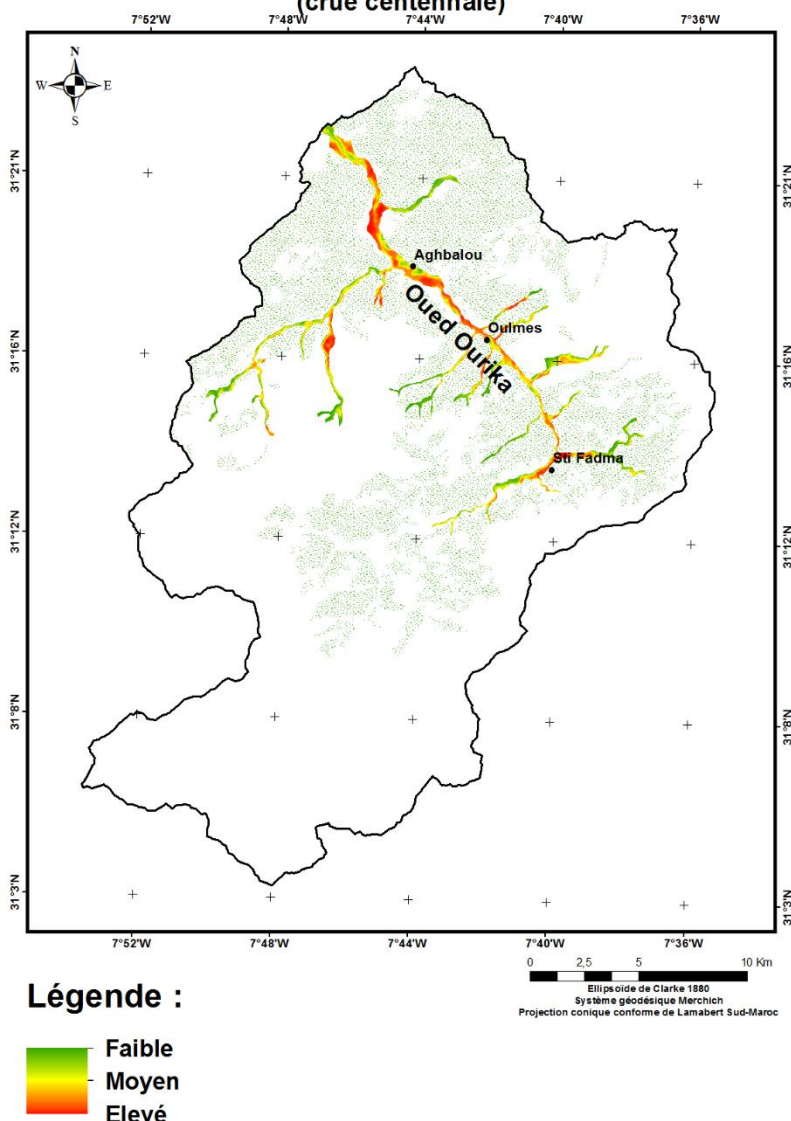 (crue centennale)
7°52'W 7°48'W 7°44'W 7°40'W 7°36'W
N
W E
S
31°21'N 31°21'N
Aghbalou
Oued Ourika
Oulmes
31°16'N 31°16'N
Sti Fadma
31°12'N 31°12'N
31°8'N 31°8'N
31°3'N 31°3'N
7°52'W 7°48'W 7°44'W 7°40'W 7°36'W
0 2,5 5 10 Km
Ellipsoïde de Clarke 1880
Système géodésique Merchich
Projection conique conforme de Lamabert Sud-Maroc
Légende :
Faible
Moyen
Elevé